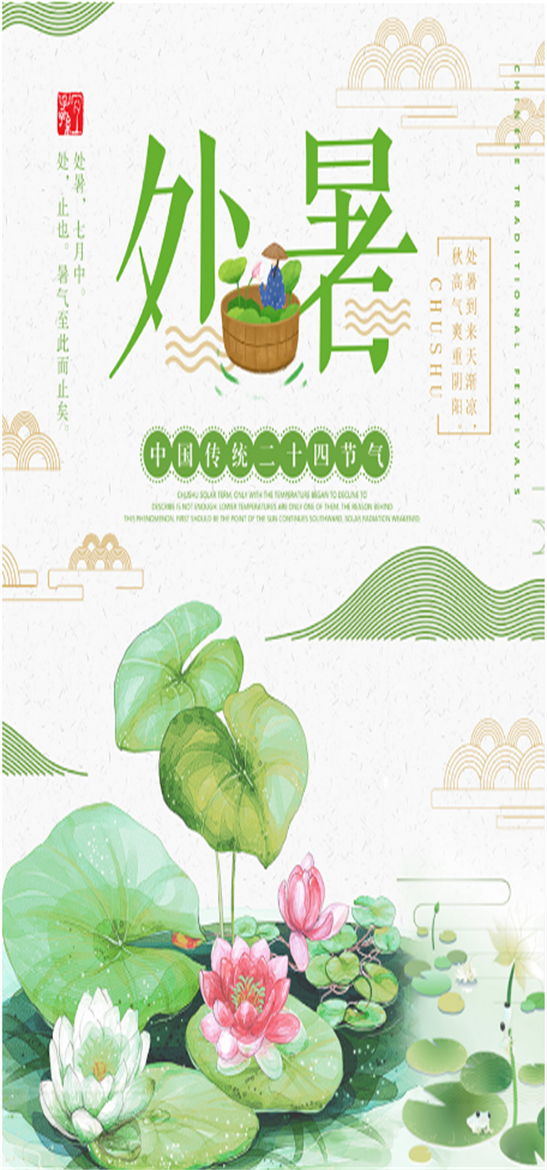 处暑，七月中。
处，止也。暑气至此而止矣。
处暑
处暑到来天渐凉，
秋高气爽重阴阳。
CHUSHU
CHINESE TRADITIONAL FESTIVALS
中国传统二十四节气
CHUSHU SOLAR TERM, ONLY WITH THE TEMPERATURE BEGAN TO DECLINE TO
DESCRIBE IS NOT ENOUGH. LOWER TEMPERATURES ARE ONLY ONE OF THEM. THE REASON BEHIND
THIS PHENOMENON, FIRST SHOULD BE THE POINT OF THE SUN CONTINUES SOUTHWARD, SOLAR RADIATION WEAKENED